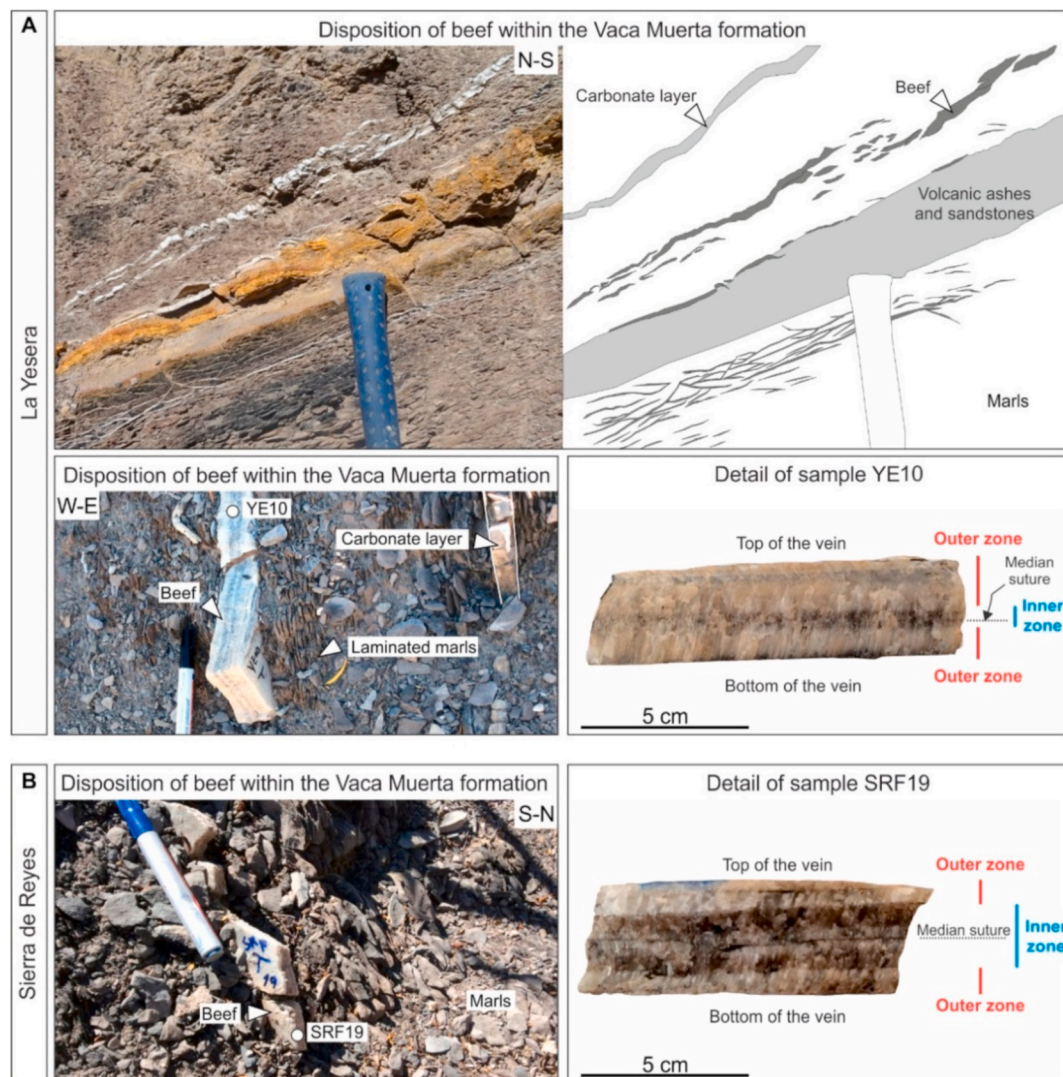 A
La Yesera
Disposition of beef within the Vaca Muerta formation
N-S
Carbonate layer
Beef
Volcanic ashes
and sandstones
Marls
Disposition of beef within the Vaca Muerta formation
W-E
YE10
Carbonate layer
Beef
Laminated marls
Detail of sample YE10
Top of the vein
Outer zone
Median
suture
Inner
zone
Outer zone
Bottom of the vein
5 cm
B
Sierra de Reyes
Disposition of beef within the Vaca Muerta formation
S-N
19
Beef
SRF19
Marls
Detail of sample SRF19
Top of the vein
Outer zone
Median suture
Inner
zone
Outer zone
Bottom of the vein
5 cm